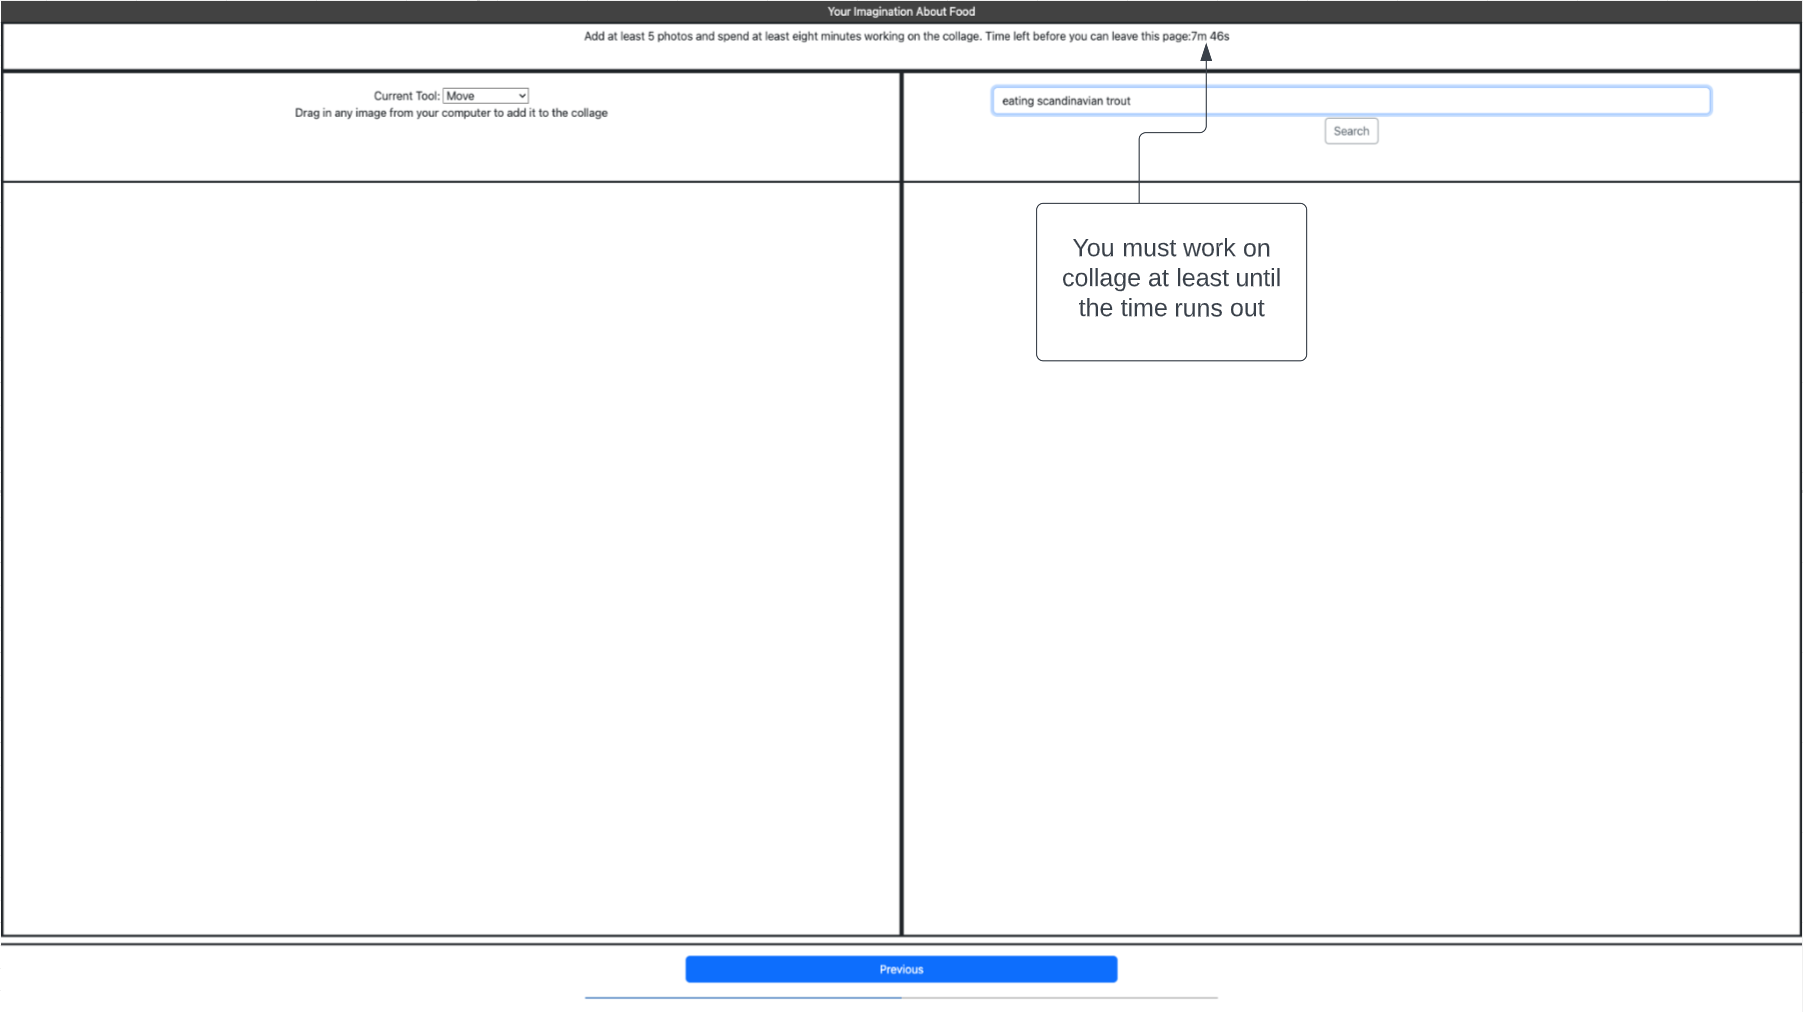 Your Imagination About Food
Add at least 5 photos and spend at least eight minutes working on the collage. Time left before you can leave this page:7m 46s
Current Tool: Move
Drag in any image from your computer to add it to the collage
eating scandinavian trout
Search
You must work on
collage at least until
the time runs out
Previous